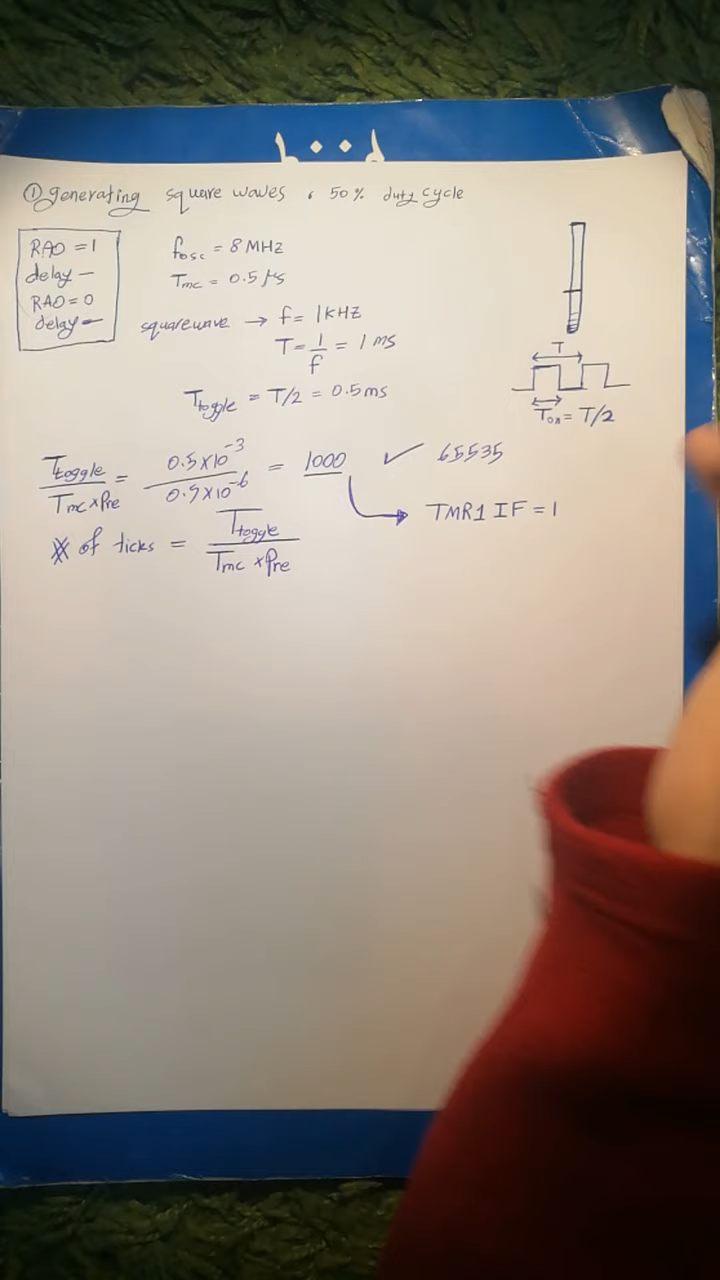 ① generating square waves , 50% duty cycle
RA0 = 1
delay —
RA0 = 0
delay —
fosc = 8 MHz
Tmc = 0.5 μs
squarewave → f = 1KHZ
T = 1/f = 1 ms
Ttoggle = T/2 = 0.5 ms
T
Ton = T/2
Ttoggle / Tmc x Pre = 0.5 x 10^-3 / 0.5 x 10^-6 = 1000 ✓ 65535
TMR1 IF = 1
# of ticks = Ttoggle / Tmc x Pre